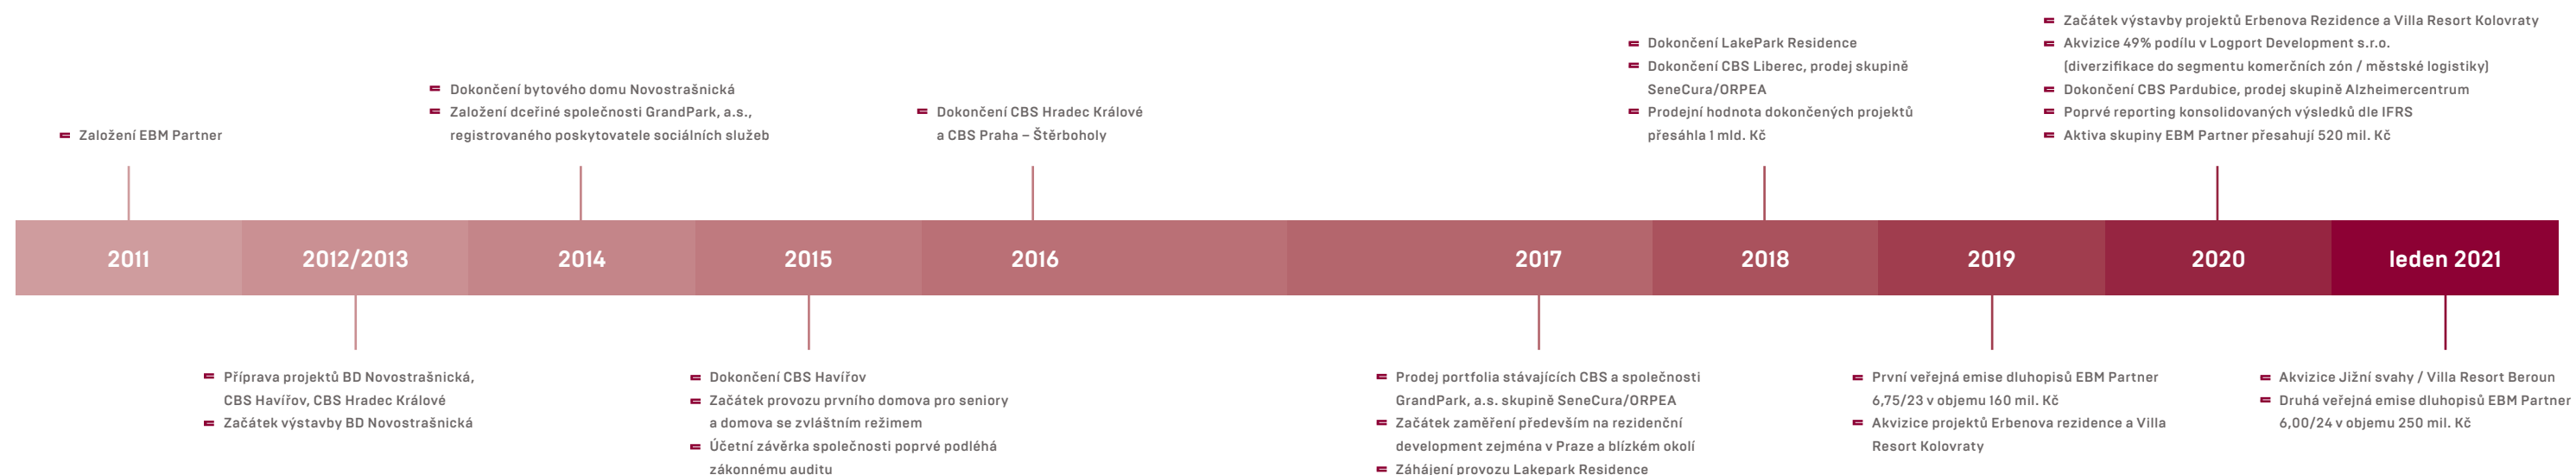 Založení EBM Partner
Dokončení bytového domu Novostrašnická
Založení dceřiné společnosti GrandPark, a.s.,
registrovaného poskytovatele sociálních služeb
Dokončení CBS Hradec Králové
a CBS Praha – Štěrboholy
Dokončení LakePark Residence
Dokončení CBS Liberec, prodej skupině
SeneCura/ORPEA
Prodejní hodnota dokončených projektů
přesáhla 1 mld. Kč
Začátek výstavby projektů Erbenova Rezidence a Villa Resort Kolovraty
Akvizice 49% podílu v Logport Development s.r.o.
(diverzifikace do segmentu komerčních zón / městské logistiky)
Dokončení CBS Pardubice, prodej skupině Alzheimercentrum
Poprvé reporting konsolidovaných výsledků dle IFRS
Aktiva skupiny EBM Partner přesahují 520 mil. Kč
2011
2012/2013
2014
2015
2016
2017
2018
2019
2020
leden 2021
Příprava projektů BD Novostrašnická,
CBS Havířov, CBS Hradec Králové
Začátek výstavby BD Novostrašnická
Dokončení CBS Havířov
Začátek provozu prvního domova pro seniory
a domova se zvláštním režimem
Účetní závěrka společnosti poprvé podléhá
zákonnému auditu
Prodej portfolia stávajících CBS a společnosti
GrandPark, a.s. skupině SeneCura/ORPEA
Začátek zaměření především na rezidenční
development zejména v Praze a blízkém okolí
Záhájení provozu Lakepark Residence
První veřejná emise dluhopisů EBM Partner
6,75/23 v objemu 160 mil. Kč
Akvizice projektů Erbenova rezidence a Villa
Resort Kolovraty
Akvizice Jižní svahy / Villa Resort Beroun
Druhá veřejná emise dluhopisů EBM Partner
6,00/24 v objemu 250 mil. Kč